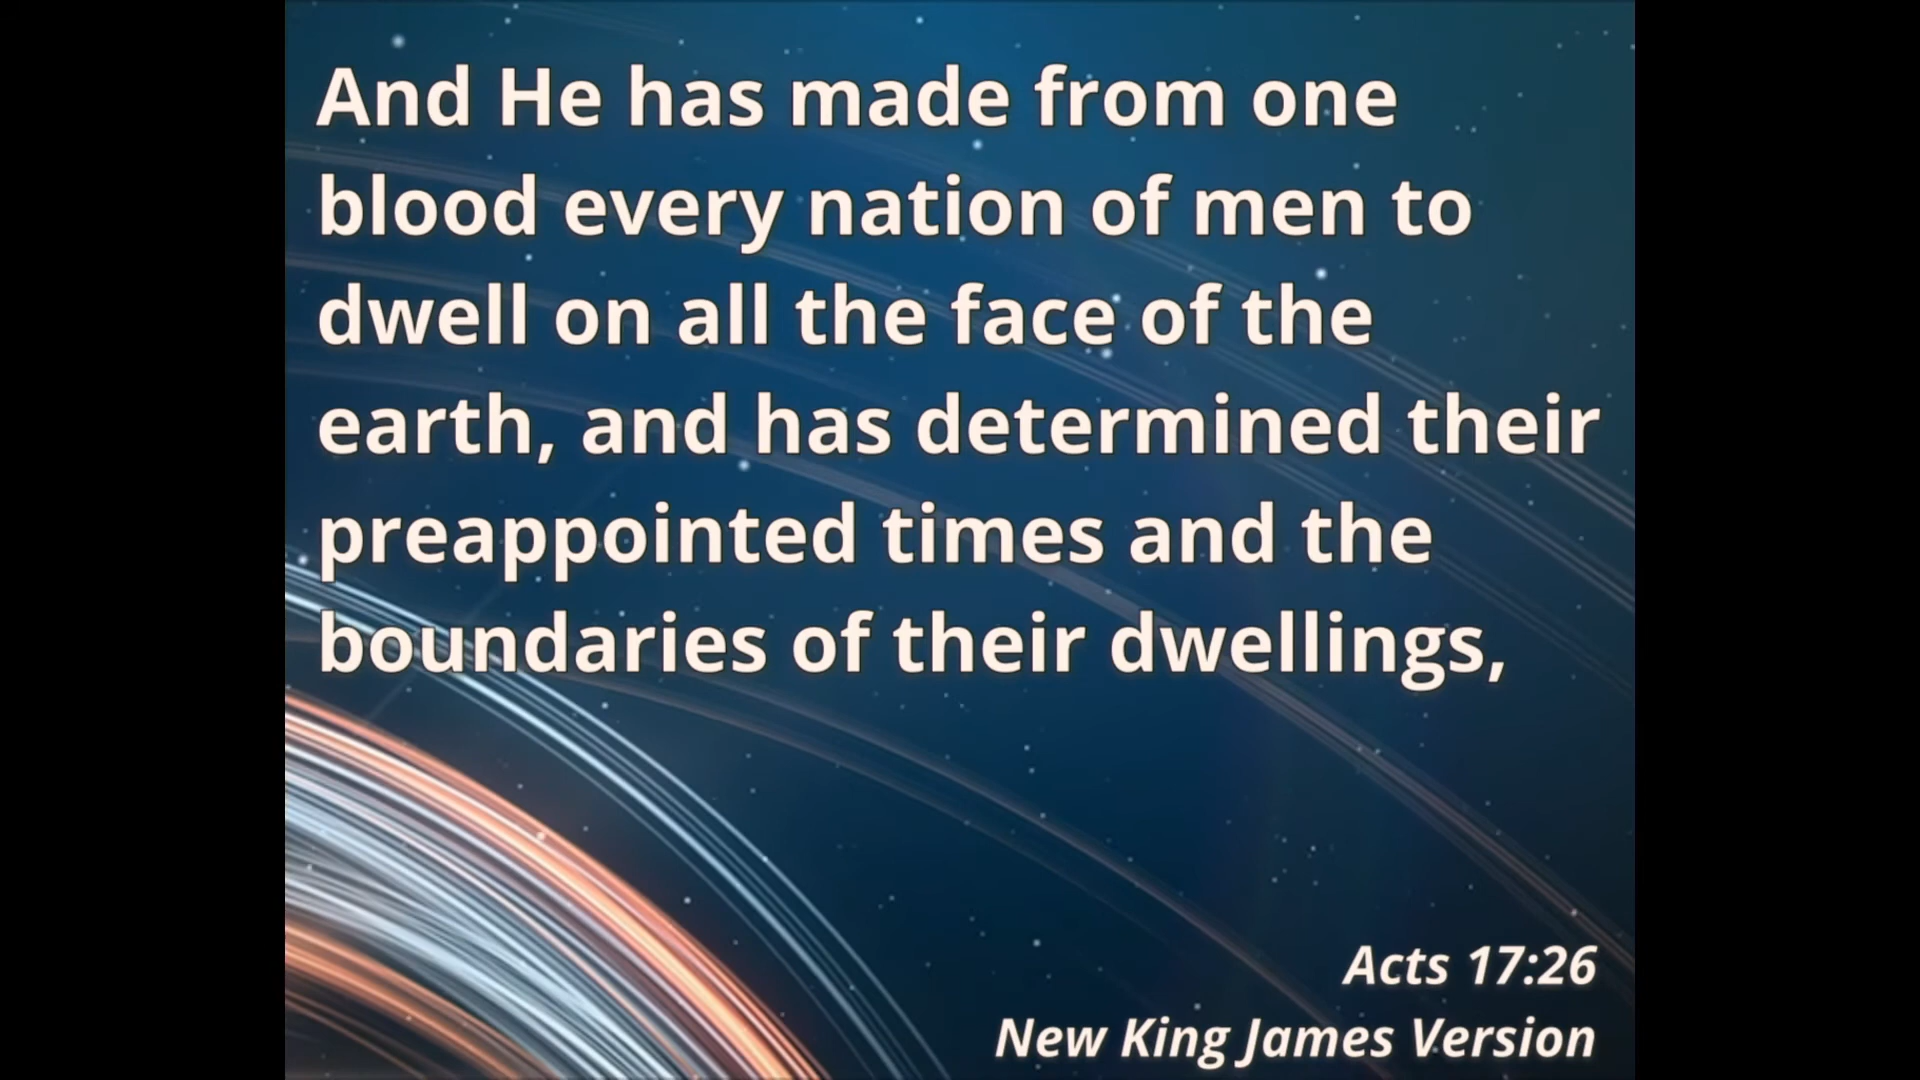 And He has made from one
blood every nation of men to
dwell on all the face of the
earth, and has determined their
preappointed times and the
boundaries of their dwellings,
Acts 17:26
New King James Version